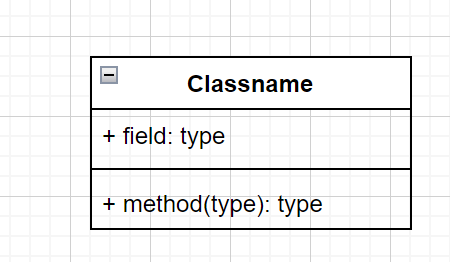 Classname
+ field: type
+ method(type): type